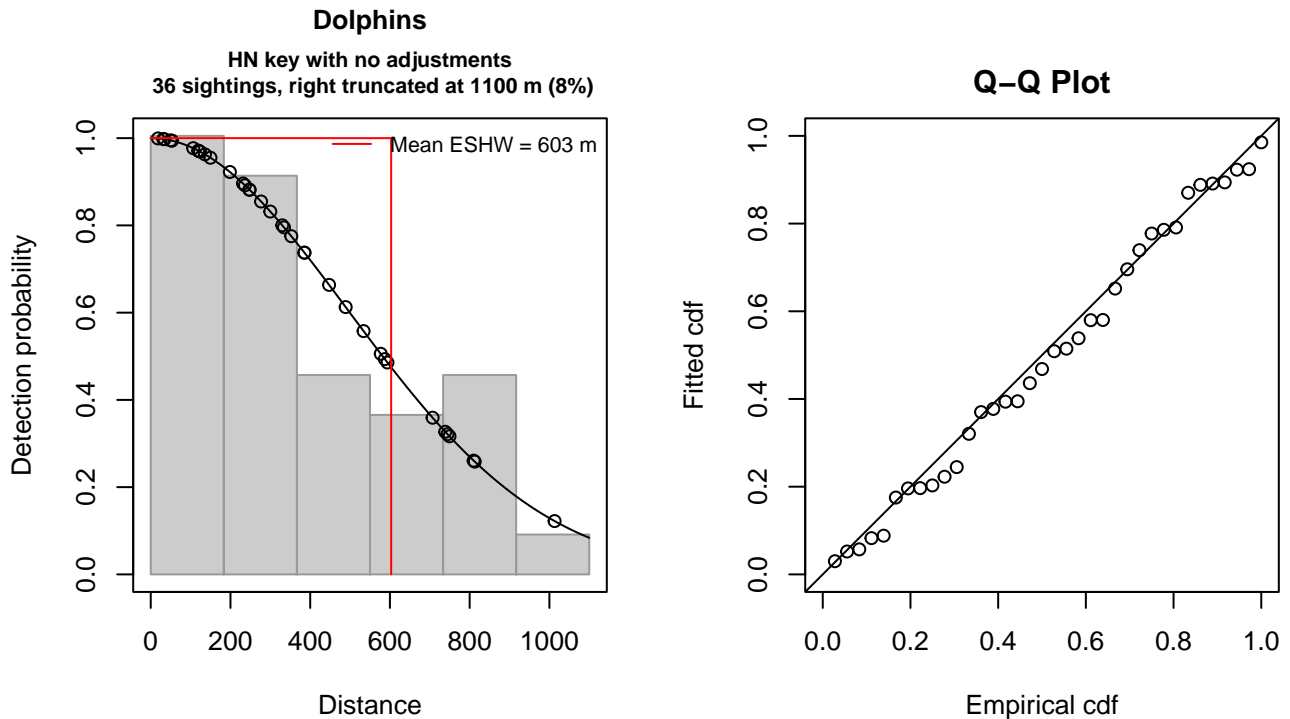 Dolphins
HN key with no adjustments
36 sightings, right truncated at 1100 m (8%)
Mean ESHW = 603 m
Detection probability
0.0 0.2 0.4 0.6 0.8 1.0
0 200 400 600 800 1000
Distance
Q−Q Plot
Fitted cdf
0.0 0.2 0.4 0.6 0.8 1.0
0.0 0.2 0.4 0.6 0.8 1.0
Empirical cdf